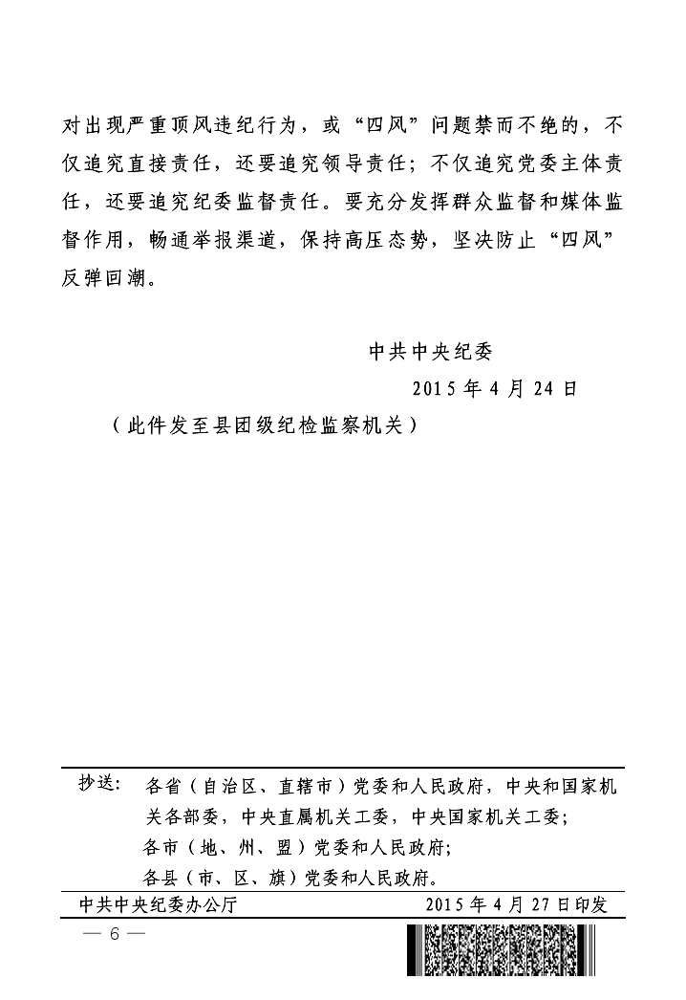 对出现严重顶风违纪行为，或“四风”问题禁而不绝的，不
仅追究直接责任，还要追究领导责任；不仅追究党委主体责
任，还要追究纪委监督责任。要充分发挥群众监督和媒体监
督作用，畅通举报渠道，保持高压态势，坚决防止“四风”
反弹回潮。
中共中央纪委
2015年4月24日
（此件发至县团级纪检监察机关）
抄送：各省（自治区、直辖市）党委和人民政府，中央和国家机
关各部委，中央直属机关工委，中央国家机关工委；
各市（地、州、盟）党委和人民政府；
各县（市、区、旗）党委和人民政府。
中共中央纪委办公厅 2015年4月27日印发
— 6 —